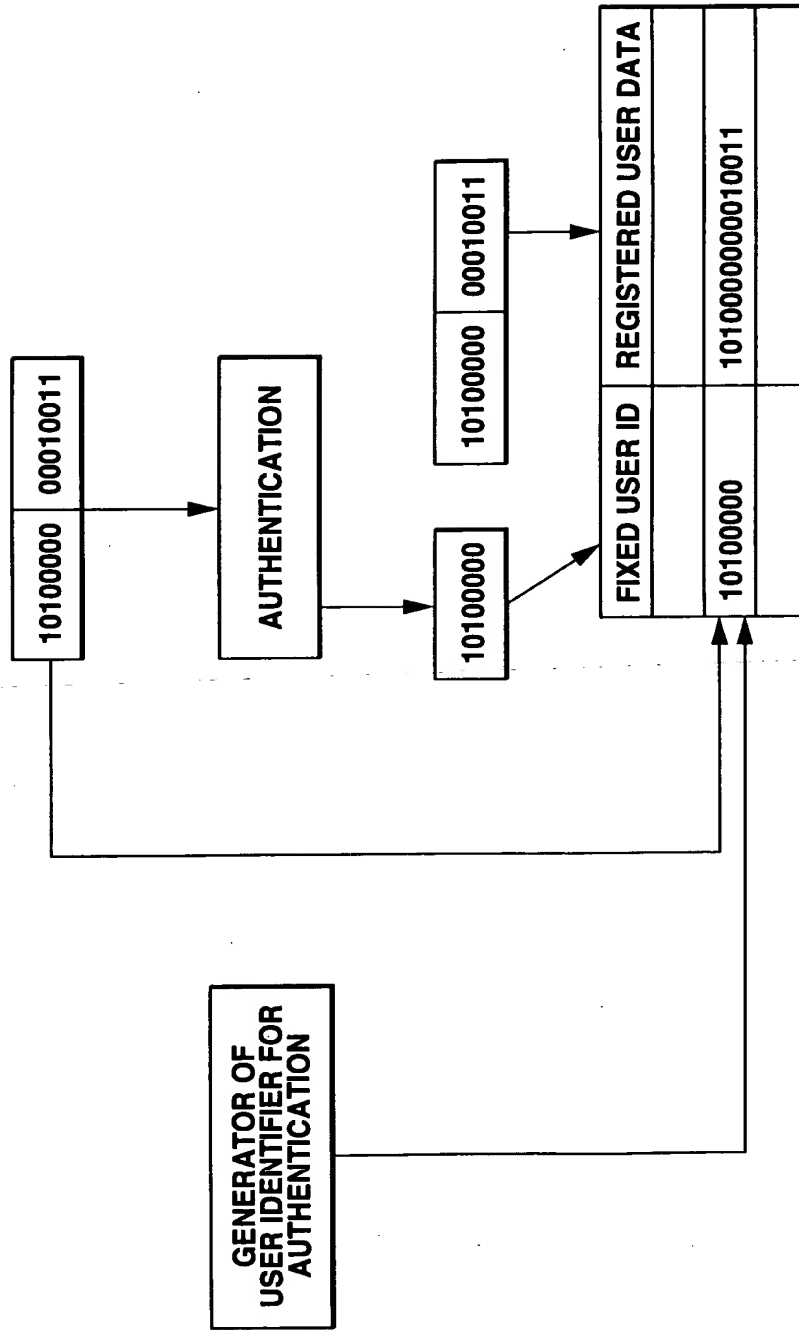 10100000 00010011
AUTHENTICATION
10100000
10100000 00010011
GENERATOR OF
USER IDENTIFIER FOR
AUTHENTICATION
FIXED USER ID REGISTERED USER DATA
10100000 1010000000010011